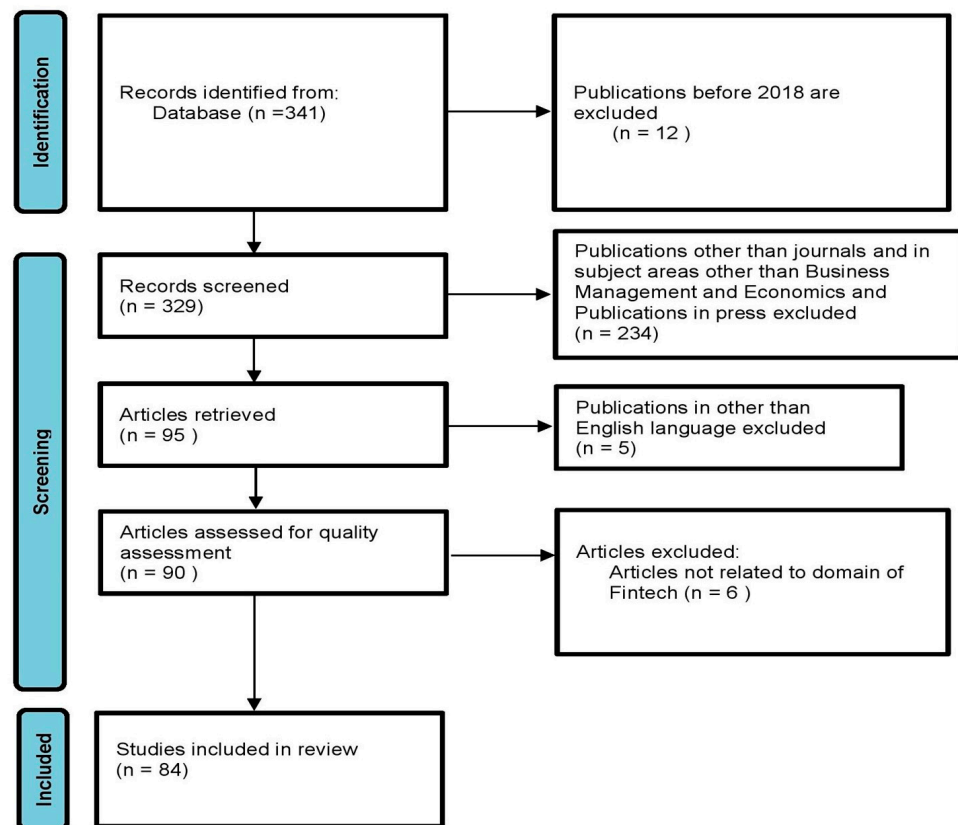 Identification
Records identified from:
Database (n =341)
Publications before 2018 are
excluded
(n = 12 )
Screening
Records screened
(n = 329)
Publications other than journals and in
subject areas other than Business
Management and Economics and
Publications in press excluded
(n = 234)
Articles retrieved
(n = 95 )
Publications in other than
English language excluded
(n = 5)
Articles assessed for quality
assessment
(n = 90 )
Articles excluded:
Articles not related to domain of
Fintech (n = 6 )
Included
Studies included in review
(n = 84)